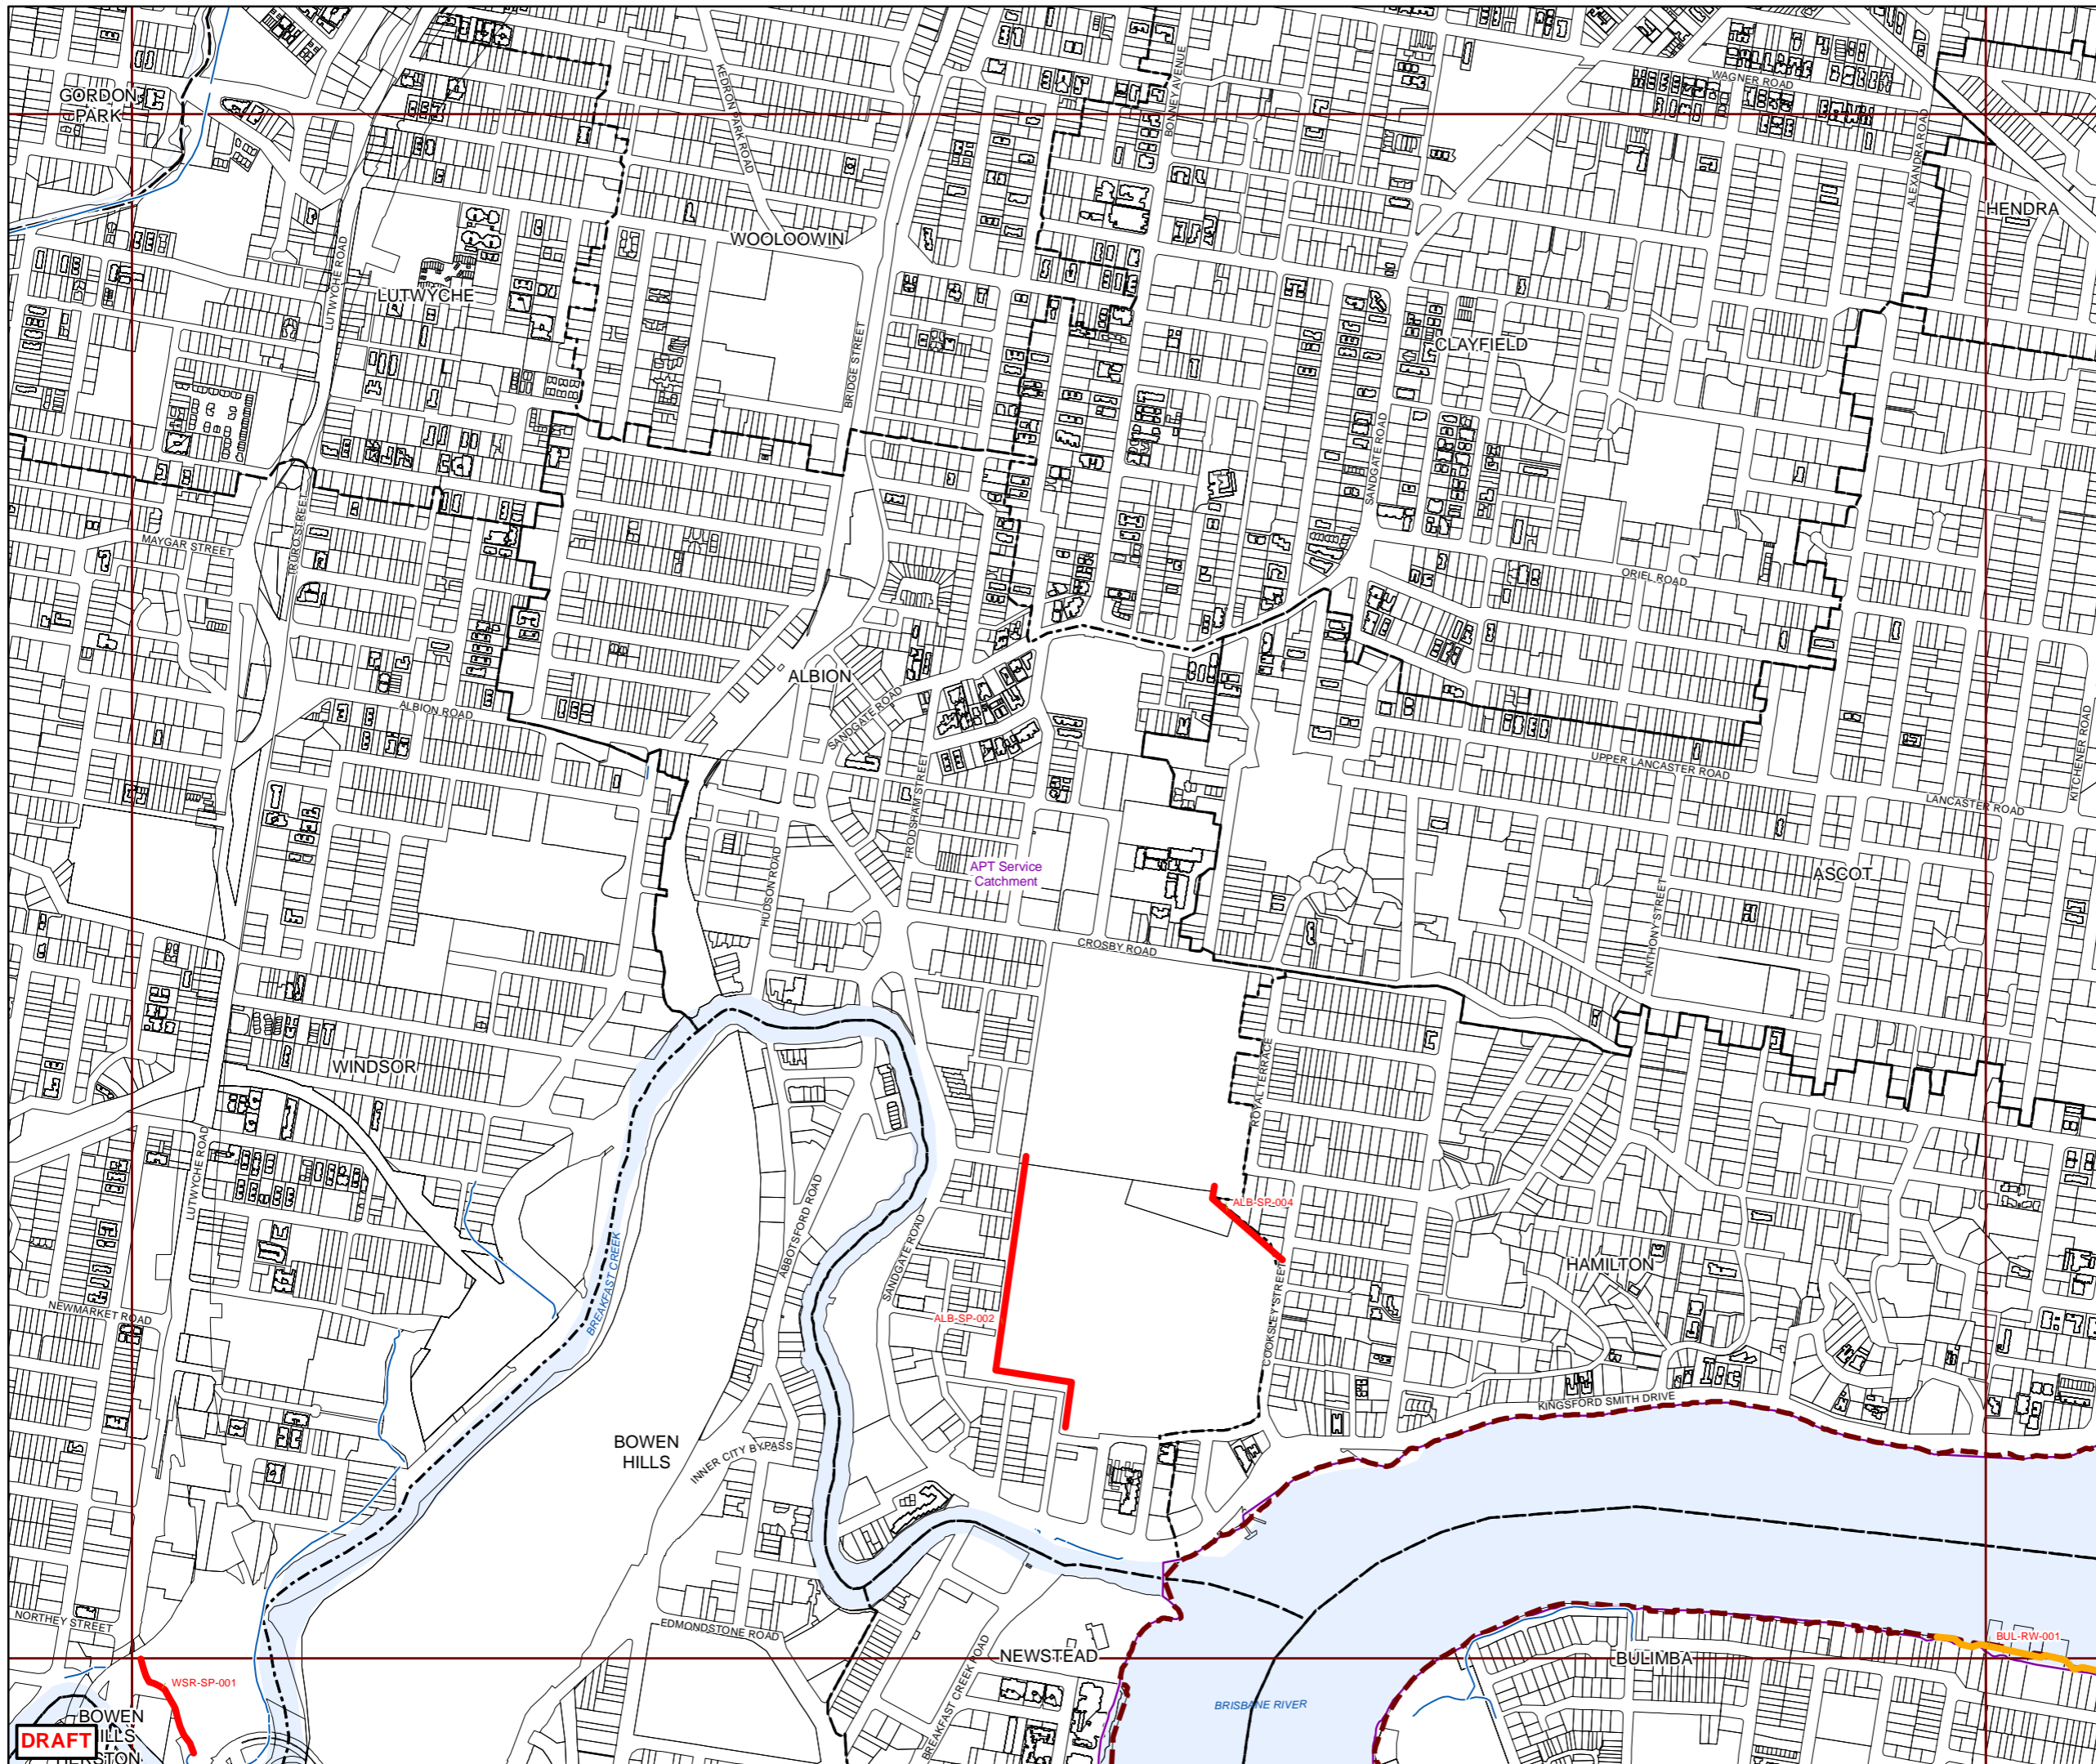 GORDON
PARK
KEDRON PARK ROAD
BONNEY AVENUE
WAGNER ROAD
ALEXANDRA ROAD
HENDRA
WOOLOOWIN
LUTWYCHE ROAD
LUTWYCHE
CLAYFIELD
BRIDGE STREET
SANDGATE ROAD
MAYGAR STREET
TRURO STREET
ORIEL ROAD
ALBION
SANDGATE ROAD
ALBION ROAD
KITCHENER ROAD
UPPER LANCASTER ROAD
LANCASTER ROAD
FRODSHAM STREET
HUDSON ROAD
APT Service
Catchment
ASCOT
ANTHONY STREET
CROSBY ROAD
WINDSOR
ROYAL TERRACE
LUTWYCHE ROAD
ABBOTSFORD ROAD
SANDGATE ROAD
ALB-SP-004
BREAKFAST CREEK
HAMILTON
NEWMARKET ROAD
ALB-SP-002
COOKSLEY STREET
KINGSFORD SMITH DRIVE
BOWEN
HILLS
INNER CITY BYPASS
NORTHEY STREET
EDMONDSTONE ROAD
BREAKFAST CREEK ROAD
NEWSTEAD
BUL-RW-001
BULIMBA
WSR-SP-001
BRISBANE RIVER
BOWEN
HILLS
HERSTON
DRAFT